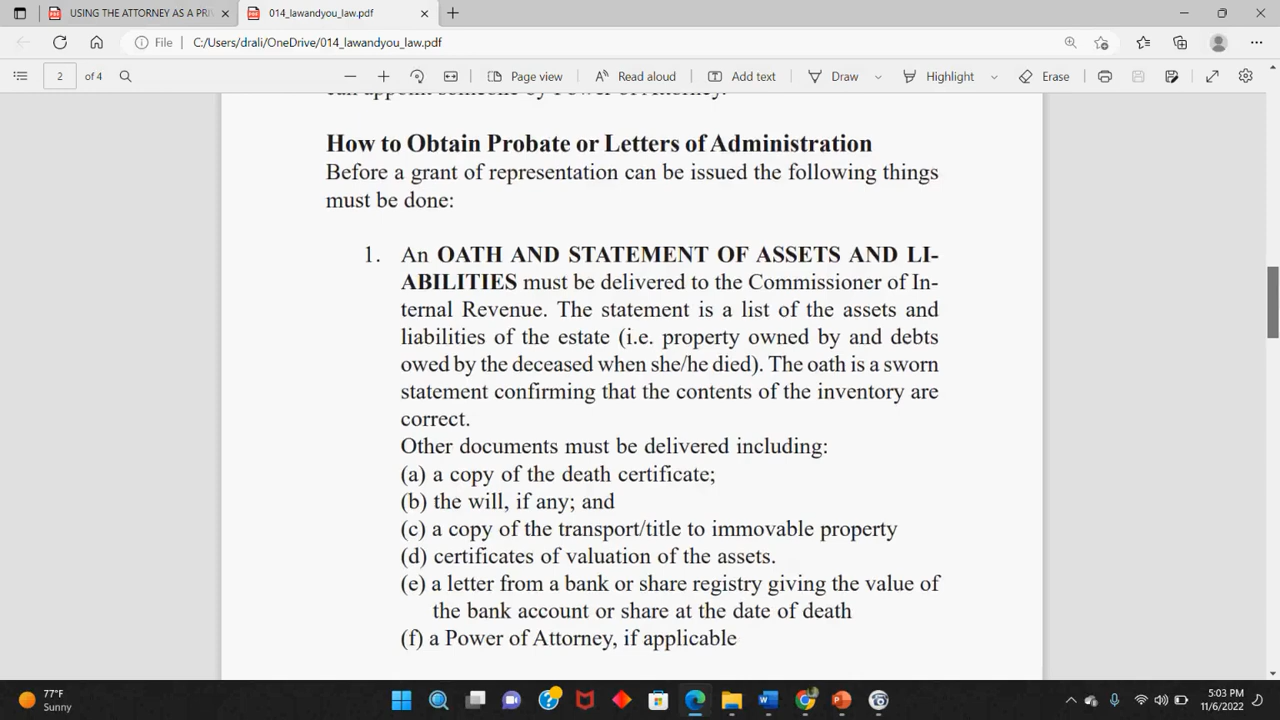 USING THE ATTORNEY AS A PRI
014_lawandyou_law.pdf
File
C:/Users/drali/OneDrive/014_lawandyou_law.pdf
2
of 4
Page view
Read aloud
Add text
Draw
Highlight
Erase
can appoint someone by Power of Attorney.
How to Obtain Probate or Letters of Administration
Before a grant of representation can be issued the following things
must be done:
1. An OATH AND STATEMENT OF ASSETS AND LI-
ABILITIES must be delivered to the Commissioner of In-
ternal Revenue. The statement is a list of the assets and
liabilities of the estate (i.e. property owned by and debts
owed by the deceased when she/he died). The oath is a sworn
statement confirming that the contents of the inventory are
correct.
Other documents must be delivered including:
(a) a copy of the death certificate;
(b) the will, if any; and
(c) a copy of the transport/title to immovable property
(d) certificates of valuation of the assets.
(e) a letter from a bank or share registry giving the value of
the bank account or share at the date of death
(f) a Power of Attorney, if applicable
77°F
Sunny
5:03 PM
11/6/2022